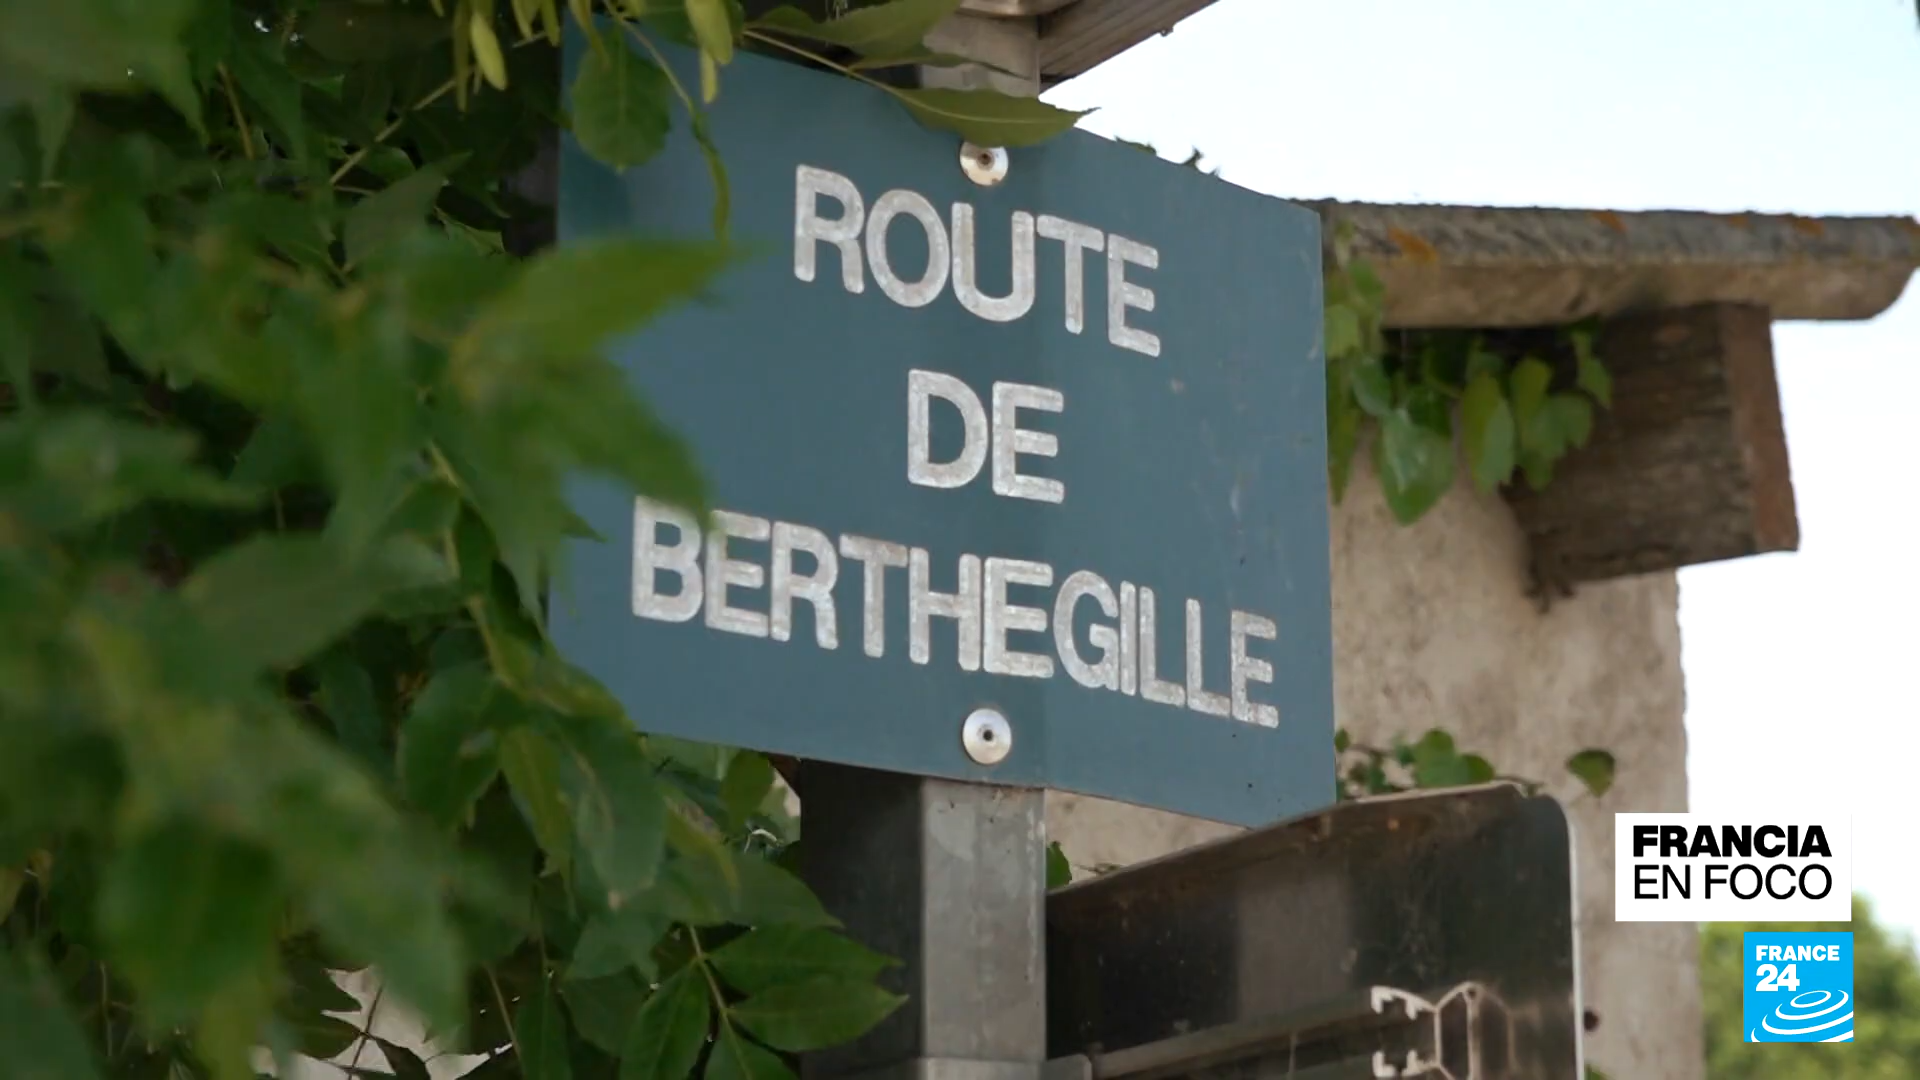 ROUTE
DE
BERTHEGILLE
FRANCIA
EN FOCO
FRANCE
24